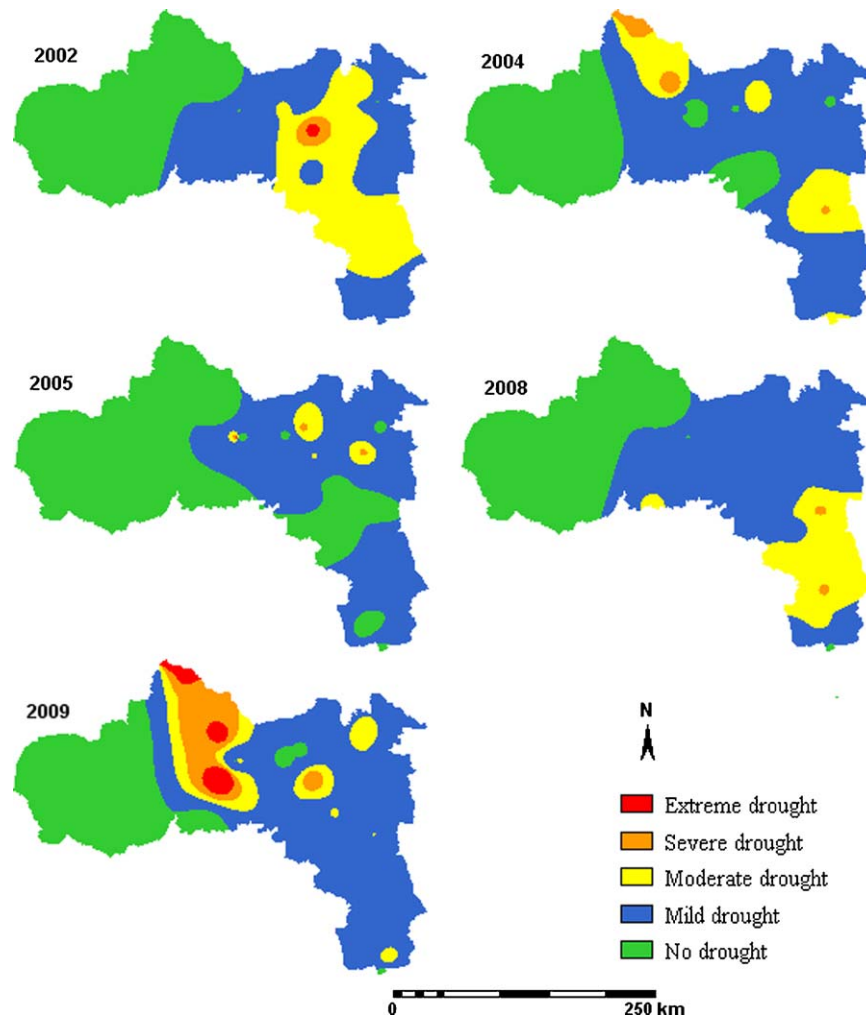 2002
2004
2005
2008
2009
N
Extreme drought
Severe drought
Moderate drought
Mild drought
No drought
0 250 km